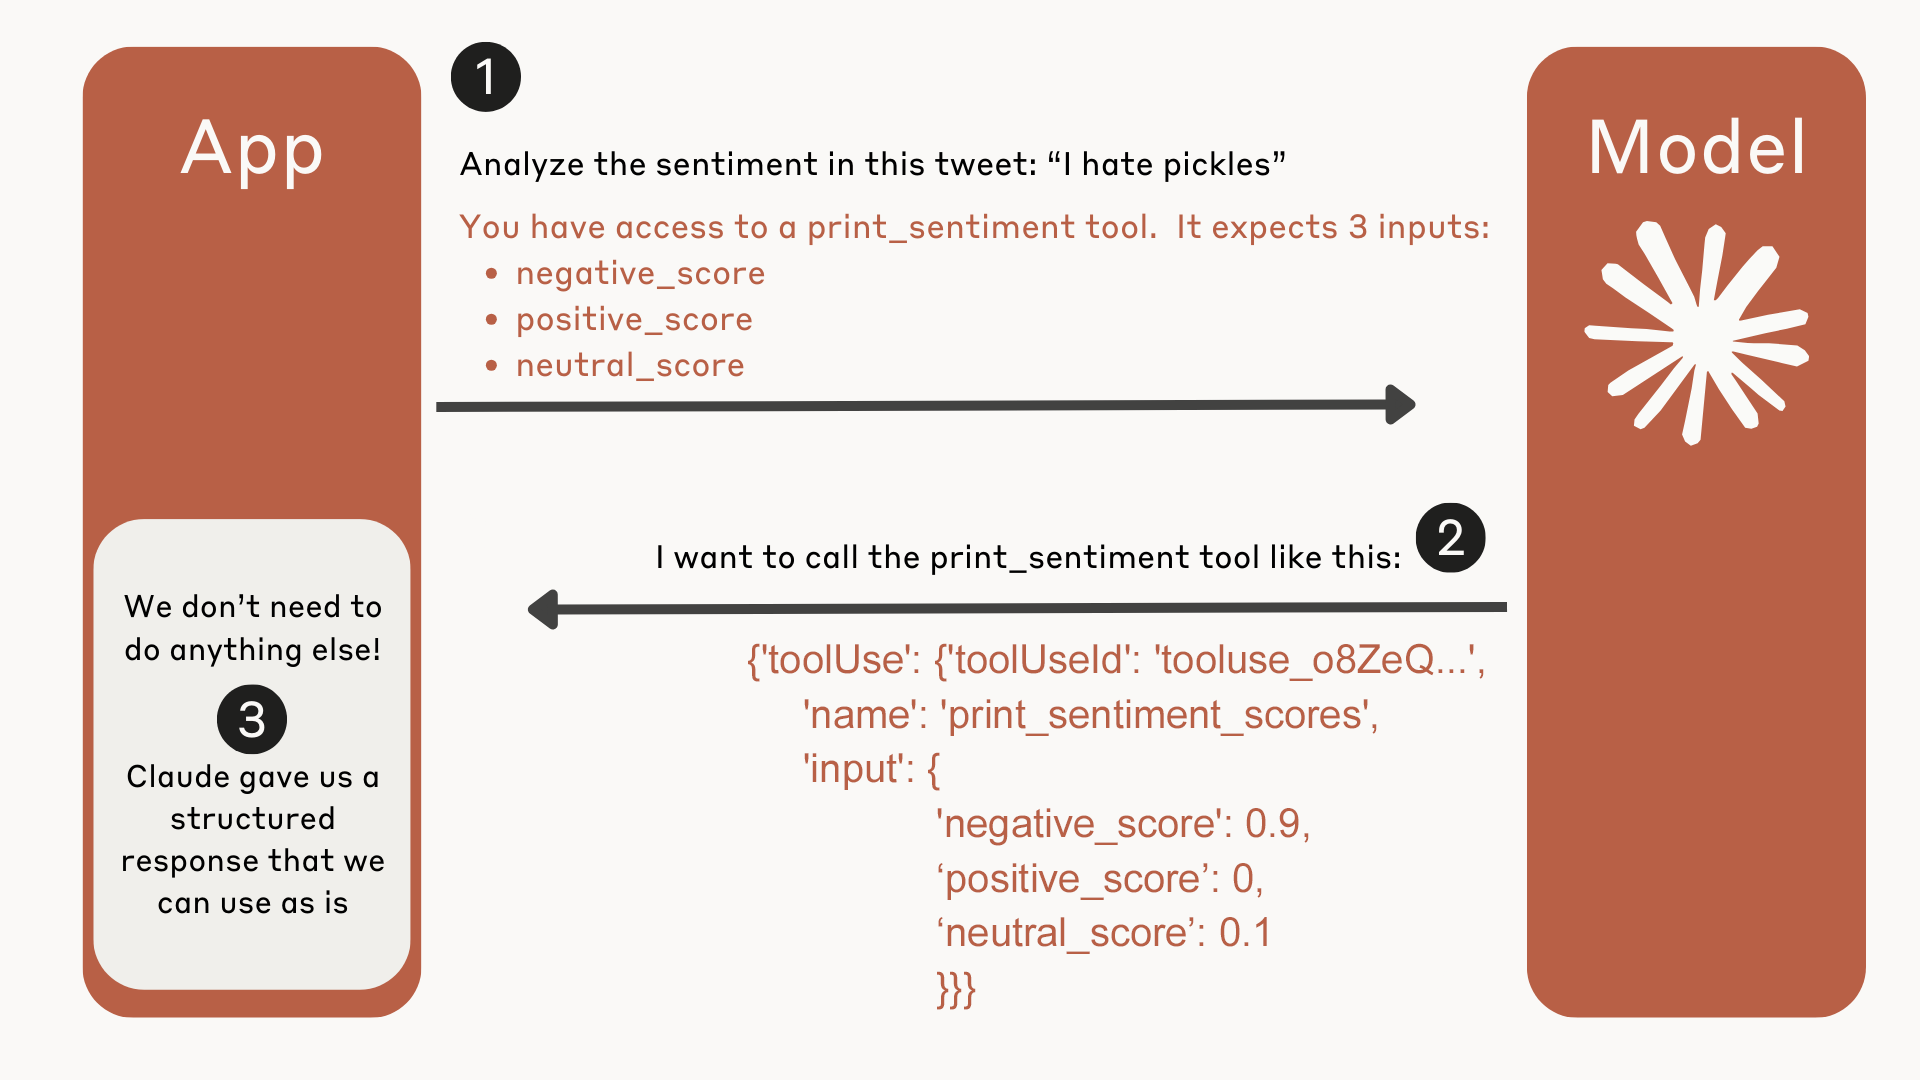 App
1
Analyze the sentiment in this tweet: “I hate pickles”
You have access to a print_sentiment tool.  It expects 3 inputs:
• negative_score
• positive_score
• neutral_score
Model
2
I want to call the print_sentiment tool like this:
{'toolUse': {'toolUseId': 'tooluse_o8ZeQ...',
'name': 'print_sentiment_scores',
'input': {
'negative_score': 0.9,
‘positive_score’: 0,
‘neutral_score’: 0.1
}}}
We don’t need to
do anything else!
3
Claude gave us a
structured
response that we
can use as is